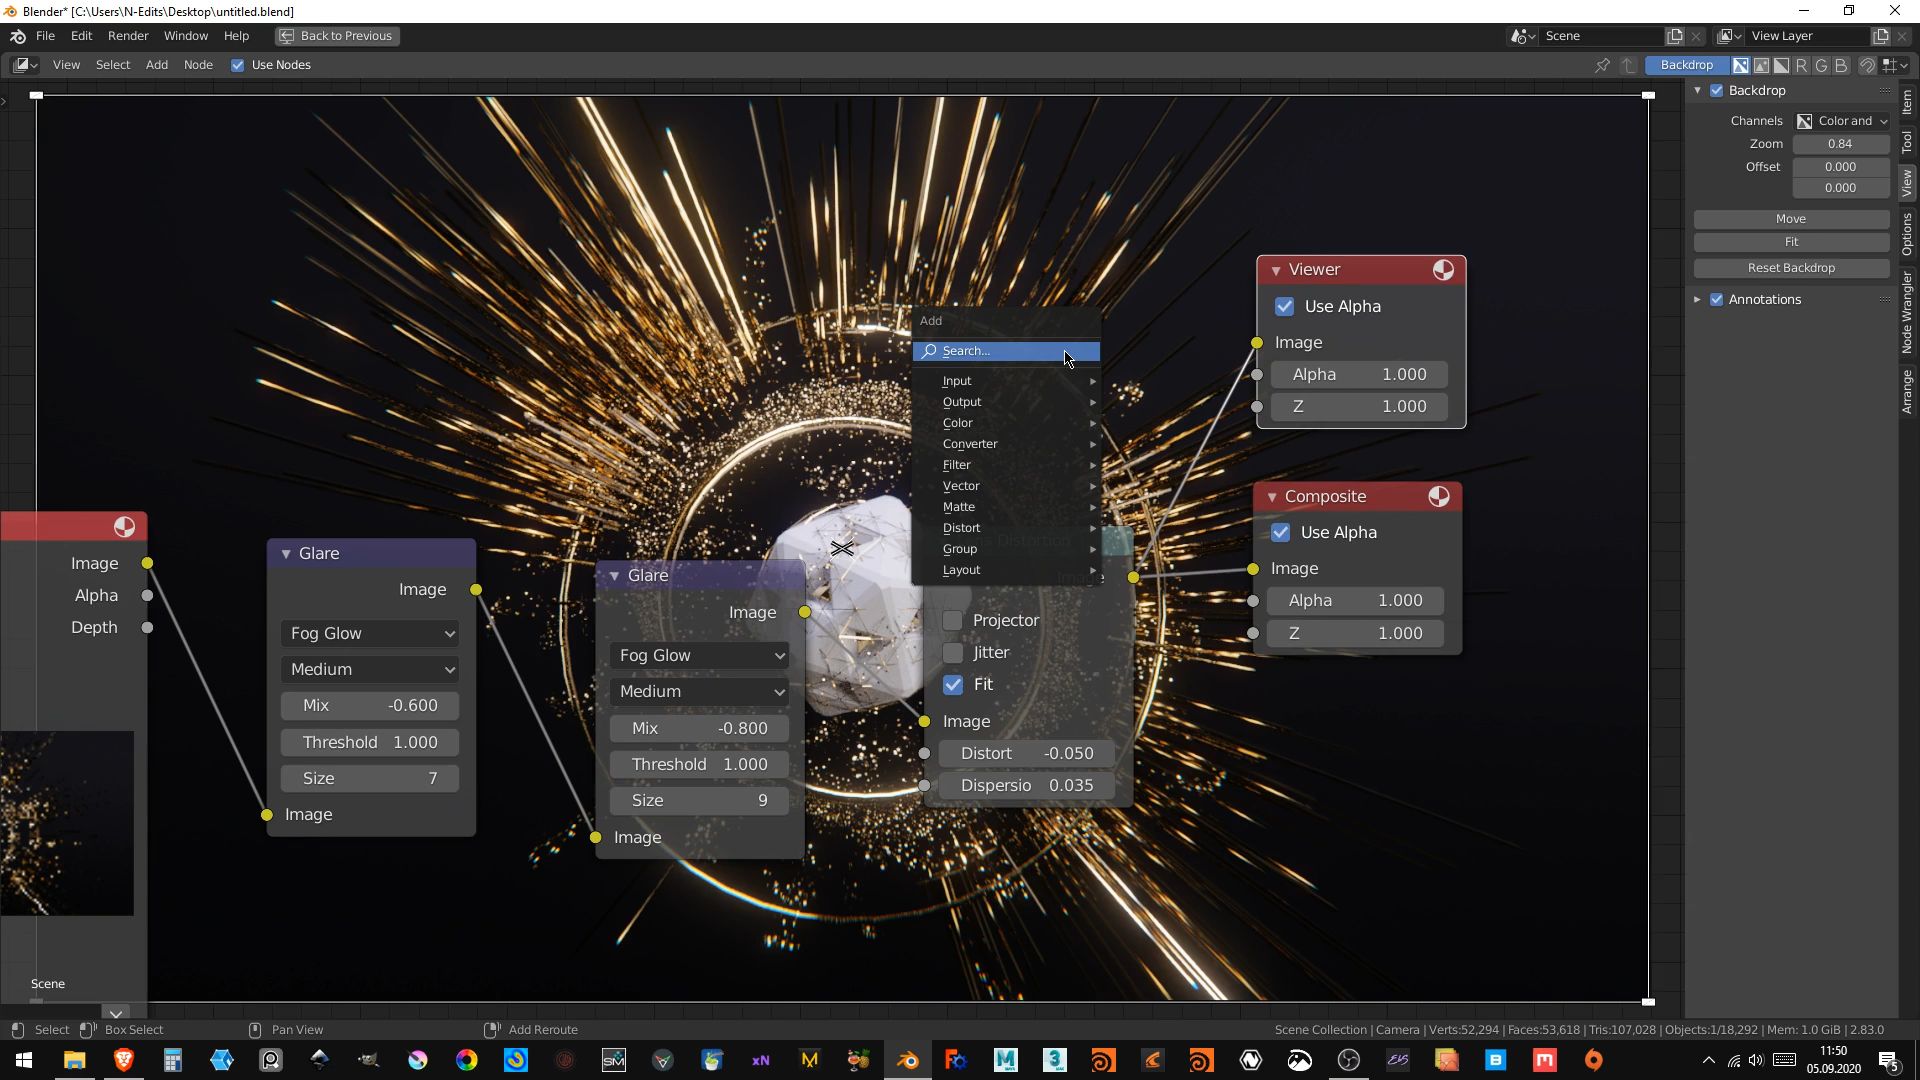 Blender* [C:\Users\N-Edits\Desktop\untitled.blend]
File Edit Render Window Help Back to Previous Scene View Layer
View Select Add Node Use Nodes Backdrop R G B
Backdrop
Channels Color and
Zoom 0.84
Offset 0.000
0.000
Move
Fit
Reset Backdrop
Annotations
Item
Tool
View
Options
Node Wrangler
Arrange
Viewer
Use Alpha
Image
Alpha 1.000
Z 1.000
Add
Search...
Input
Output
Color
Converter
Filter
Vector
Matte
Distort
Group
Layout
Composite
Use Alpha
Image
Alpha 1.000
Z 1.000
Image
Alpha
Depth
Glare
Image
Fog Glow
Medium
Mix -0.600
Threshold 1.000
Size 7
Image
Glare
Image
Fog Glow
Medium
Mix -0.800
Threshold 1.000
Size 9
Image
Distortion
Image
Projector
Jitter
Fit
Image
Distort -0.050
Dispersio 0.035
Scene
Select Box Select Pan View Add Reroute Scene Collection | Camera | Verts:52,294 | Faces:53,618 | Tris:107,028 | Objects:1/18,292 | Mem: 1.0 GiB | 2.83.0
SM xN M MAYA 3 MAX B 11:50
05.09.2020 5